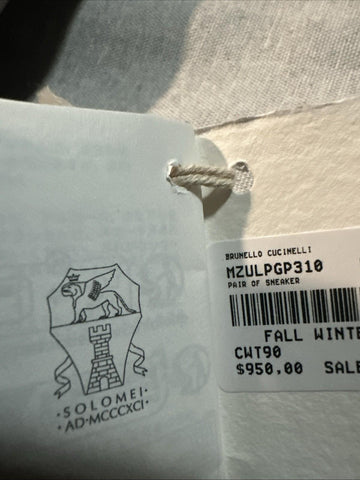 ·SOLOMEI·
·AD·MCCCXCI·
BRUNELLO CUCINELLI
MZULPGP310
PAIR OF SNEAKER
FALL WINTE
CWT90
$950,00 SALE